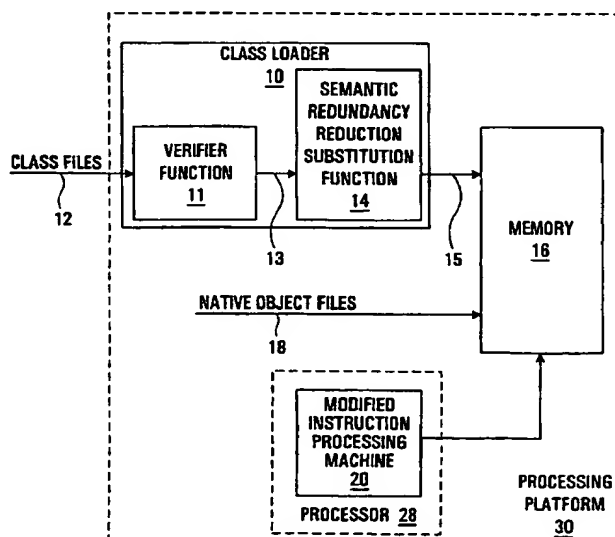 CLASS LOADER
10
SEMANTIC
REDUNDANCY
REDUCTION
SUBSTITUTION
FUNCTION
14
VERIFIER
FUNCTION
11
CLASS FILES
12
13
15
MEMORY
16
NATIVE OBJECT FILES
18
MODIFIED
INSTRUCTION
PROCESSING
MACHINE
20
PROCESSOR 28
PROCESSING
PLATFORM
30